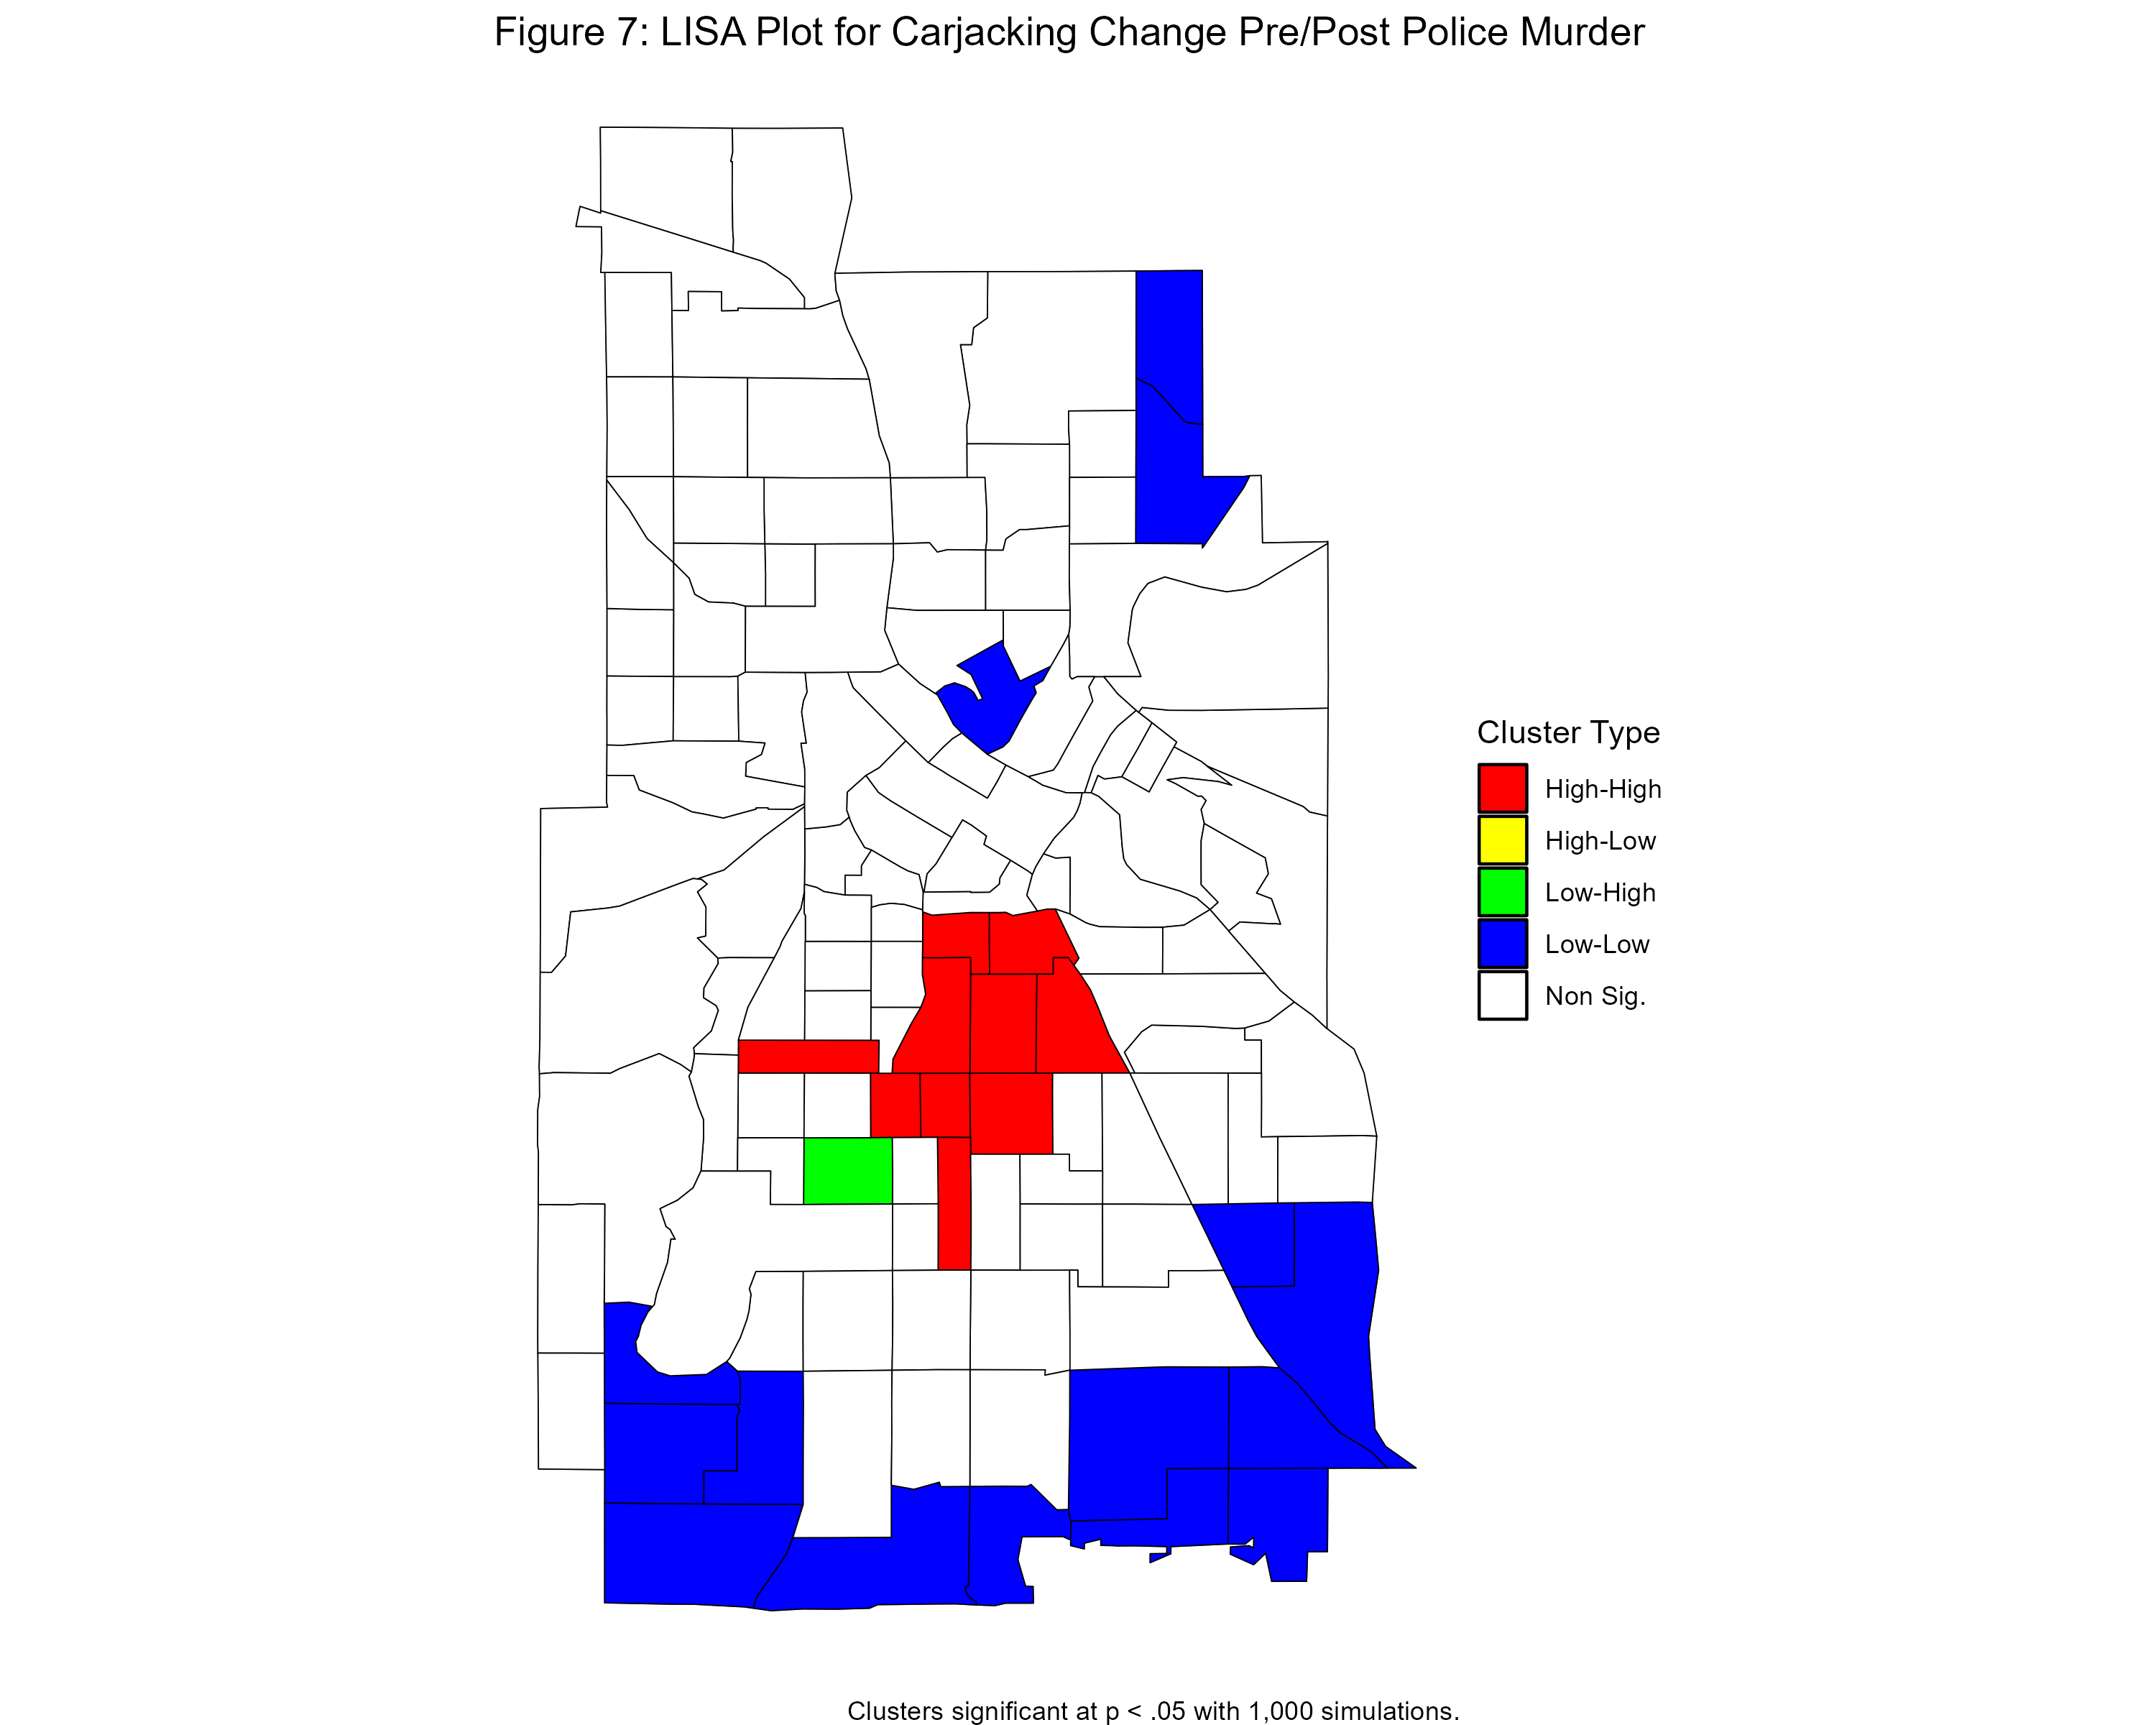 Figure 7: LISA Plot for Carjacking Change Pre/Post Police Murder
Cluster Type
High-High
High-Low
Low-High
Low-Low
Non Sig.
Clusters significant at p < .05 with 1,000 simulations.